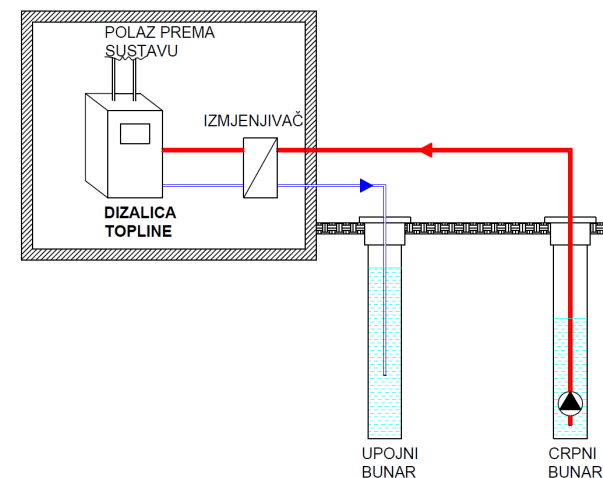 POLAZ PREMA
SUSTAVU
IZMJENJIVAČ
DIZALICA
TOPLINE
UPOJNI
BUNAR
CRPNI
BUNAR